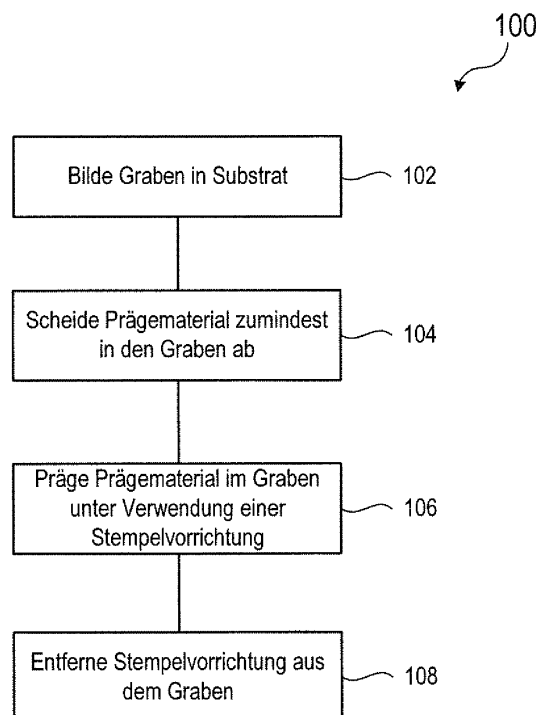 100
Bilde Graben in Substrat
102
Scheide Prägematerial zumindest
in den Graben ab
104
Präge Prägematerial im Graben
unter Verwendung einer
Stempelvorrichtung
106
Entferne Stempelvorrichtung aus
dem Graben
108